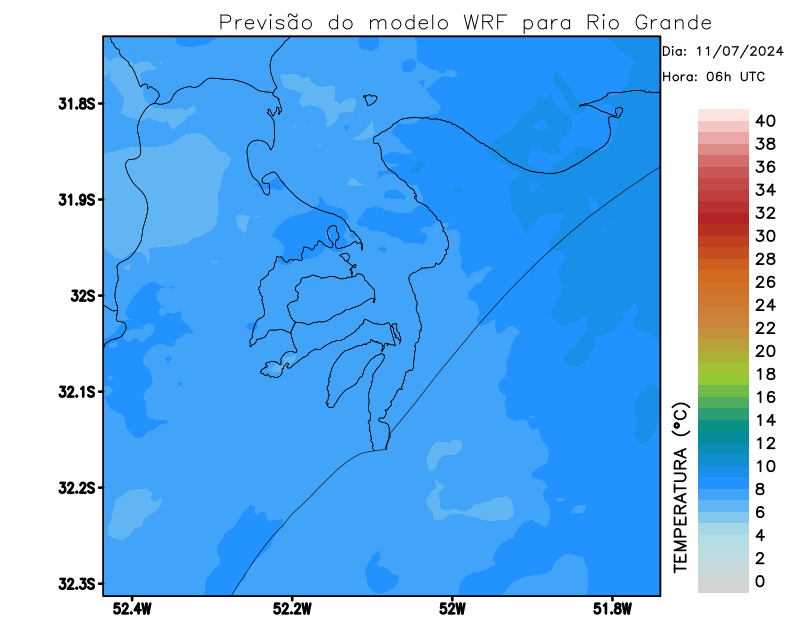 Previsão do modelo WRF para Rio Grande
Dia: 11/07/2024
Hora: 06h UTC
31.8S
31.9S
32S
32.1S
32.2S
32.3S
52.4W
52.2W
52W
51.8W
TEMPERATURA (°C)
40
38
36
34
32
30
28
26
24
22
20
18
16
14
12
10
8
6
4
2
0